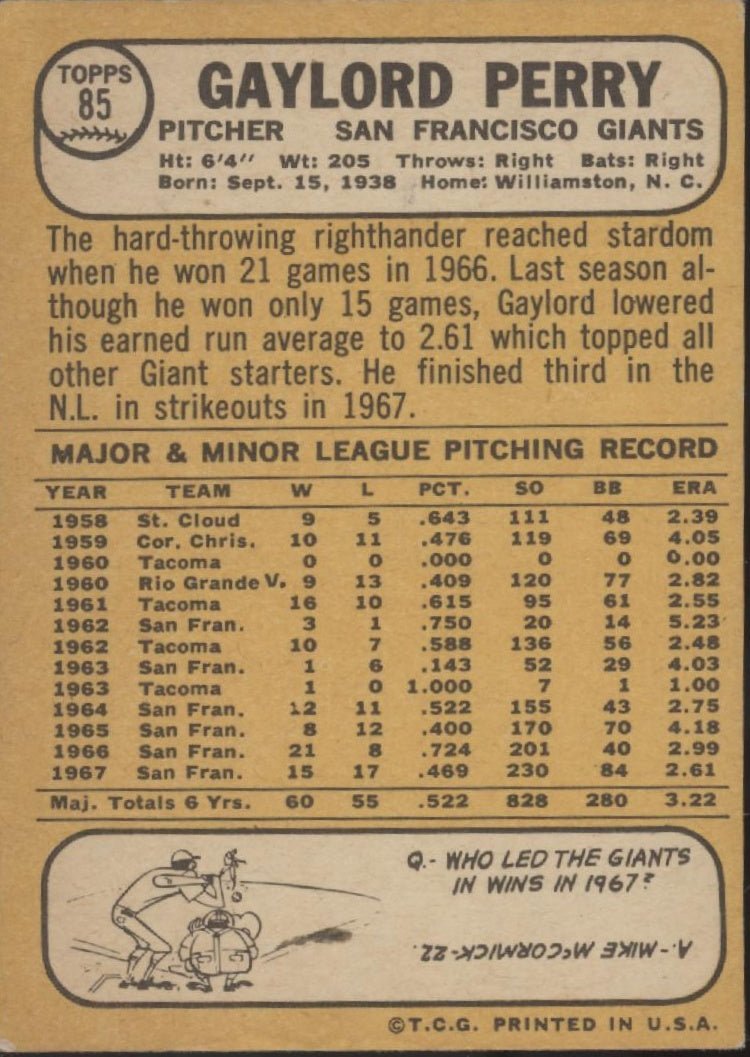 TOPPS
85
GAYLORD PERRY
PITCHER SAN FRANCISCO GIANTS
Ht: 6'4" Wt: 205 Throws: Right Bats: Right
Born: Sept. 15, 1938 Home: Williamston, N. C.
The hard-throwing righthander reached stardom
when he won 21 games in 1966. Last season al-
though he won only 15 games, Gaylord lowered
his earned run average to 2.61 which topped all
other Giant starters. He finished third in the
N.L. in strikeouts in 1967.
MAJOR & MINOR LEAGUE PITCHING RECORD
YEAR TEAM W L PCT. SO BB ERA
1958 St. Cloud 9 5 .643 111 48 2.39
1959 Cor. Chris. 10 11 .476 119 69 4.05
1960 Tacoma 0 0 .000 0 0 0.00
1960 Rio Grande V. 9 13 .409 120 77 2.82
1961 Tacoma 16 10 .615 95 61 2.55
1962 San Fran. 3 1 .750 20 14 5.23
1962 Tacoma 10 7 .588 136 56 2.48
1963 San Fran. 1 6 .143 52 29 4.03
1963 Tacoma 1 0 1.000 7 1 1.00
1964 San Fran. 12 11 .522 155 43 2.75
1965 San Fran. 8 12 .400 170 70 4.18
1966 San Fran. 21 8 .724 201 40 2.99
1967 San Fran. 15 17 .469 230 84 2.61
Maj. Totals 6 Yrs. 60 55 .522 828 280 3.22
Q.- WHO LED THE GIANTS
IN WINS IN 1967?
A.- MIKE McCORMICK-22.
©T.C.G. PRINTED IN U.S.A.